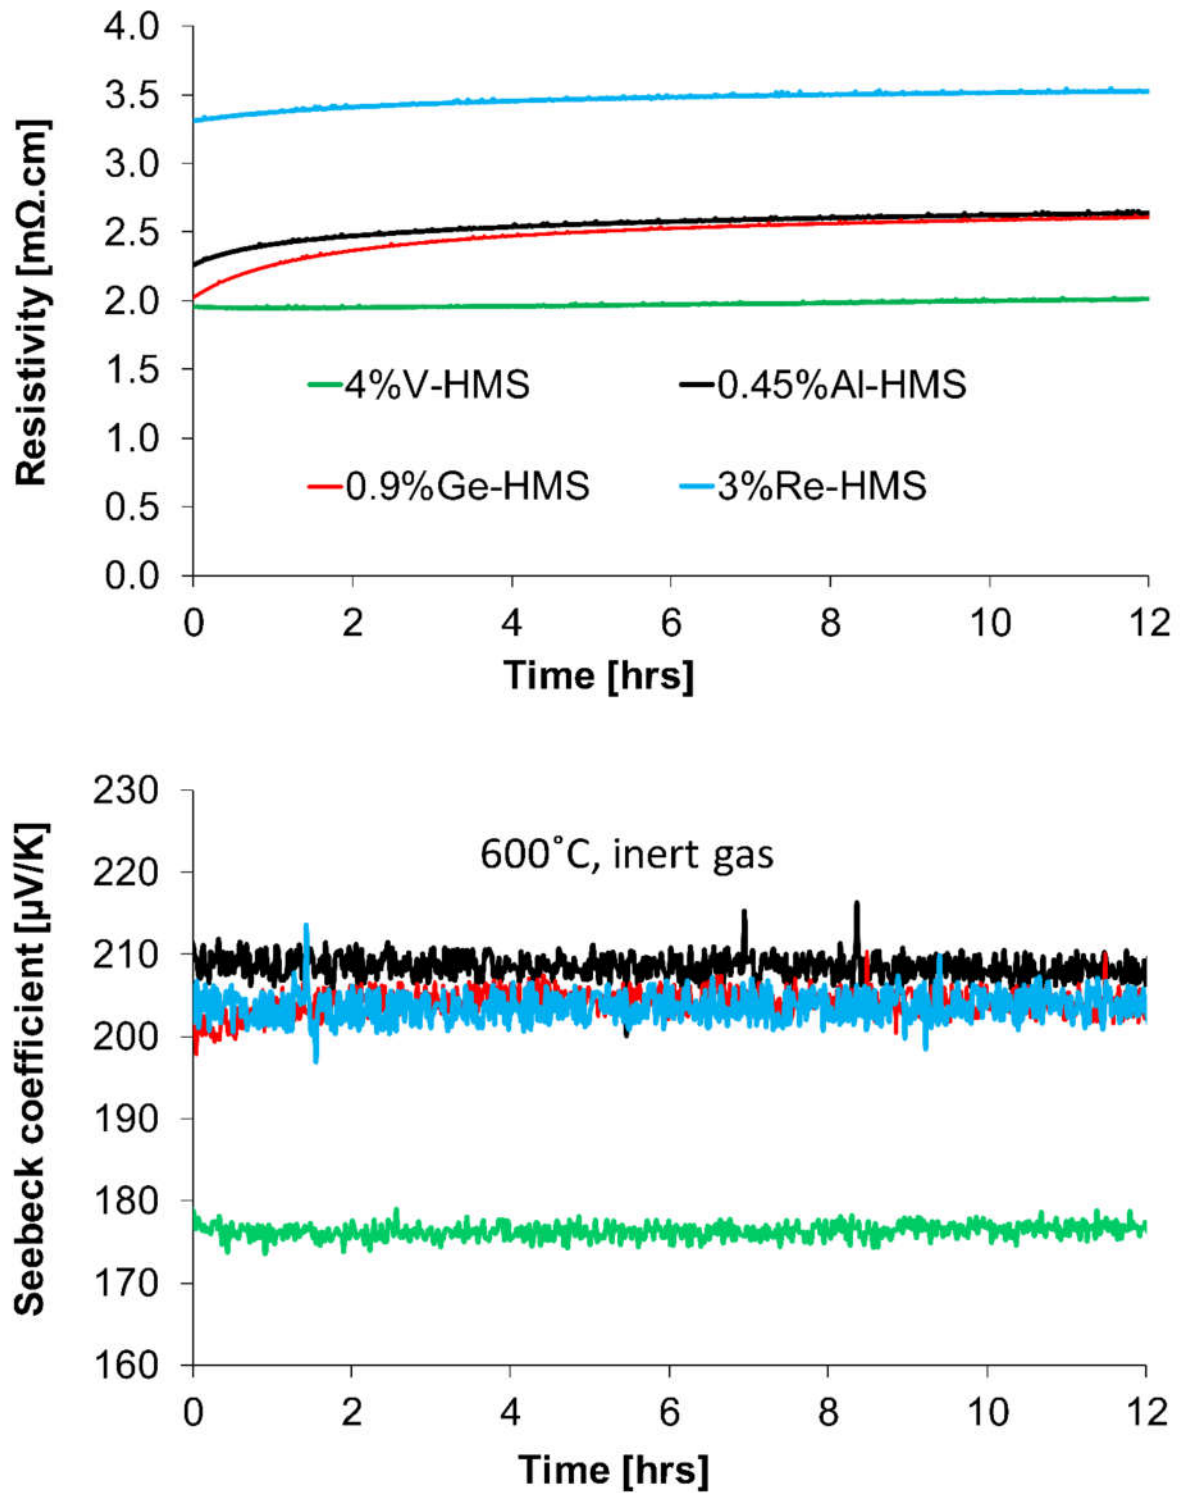 4.0
3.5
3.0
2.5
2.0
1.5
1.0
0.5
0.0
Resistivity [mΩ.cm]
4%V-HMS
0.45%Al-HMS
0.9%Ge-HMS
3%Re-HMS
0 2 4 6 8 10 12
Time [hrs]
230
220
210
200
190
180
170
160
Seebeck coefficient [µV/K]
600˚C, inert gas
0 2 4 6 8 10 12
Time [hrs]